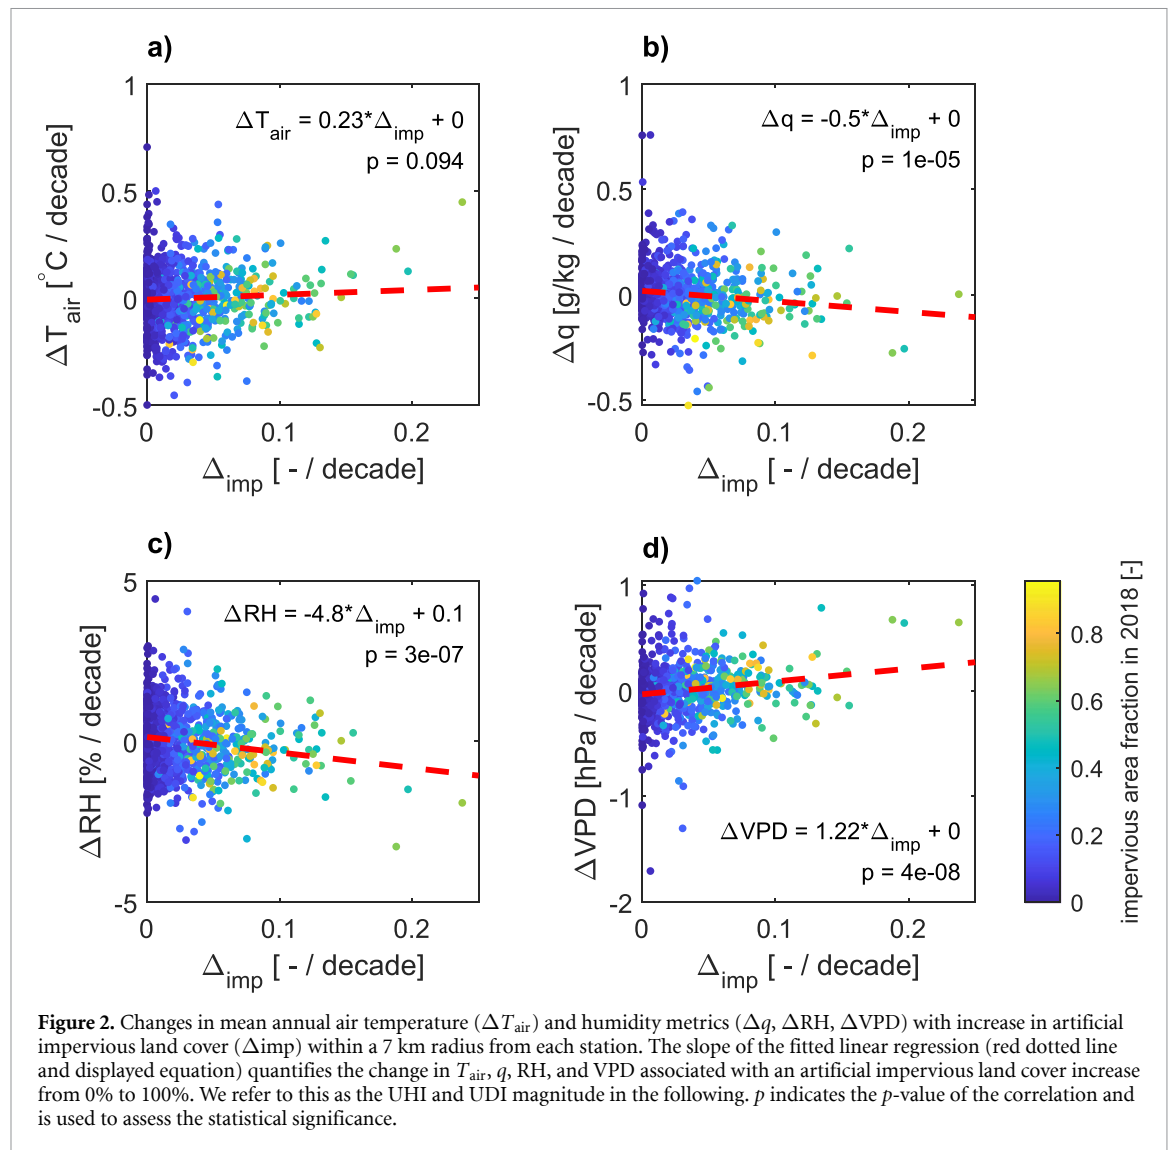 a)
ΔT_air = 0.23*Δ_imp + 0
p = 0.094
1
0.5
0
-0.5
ΔT_air [°C / decade]
0 0.1 0.2
Δ_imp [ - / decade]
b)
Δq = -0.5*Δ_imp + 0
p = 1e-05
1
0.5
0
-0.5
Δq [g/kg / decade]
0 0.1 0.2
Δ_imp [ - / decade]
c)
ΔRH = -4.8*Δ_imp + 0.1
p = 3e-07
5
0
-5
ΔRH [% / decade]
0 0.1 0.2
Δ_imp [ - / decade]
d)
1
0
-1
-2
ΔVPD [hPa / decade]
ΔVPD = 1.22*Δ_imp + 0
p = 4e-08
0 0.1 0.2
Δ_imp [ - / decade]
0.8
0.6
0.4
0.2
0
impervious area fraction in 2018 [-]
Figure 2. Changes in mean annual air temperature (ΔT_air) and humidity metrics (Δq, ΔRH, ΔVPD) with increase in artificial
impervious land cover (Δimp) within a 7 km radius from each station. The slope of the fitted linear regression (red dotted line
and displayed equation) quantifies the change in T_air, q, RH, and VPD associated with an artificial impervious land cover increase
from 0% to 100%. We refer to this as the UHI and UDI magnitude in the following. p indicates the p-value of the correlation and
is used to assess the statistical significance.